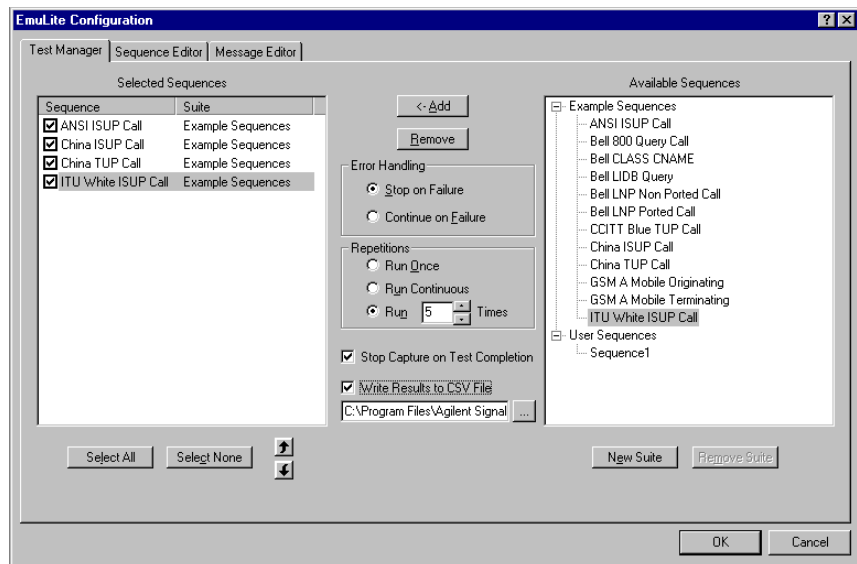 EmuLite Configuration
Test Manager Sequence Editor Message Editor
Selected Sequences
Sequence Suite
ANSI ISUP Call Example Sequences
China ISUP Call Example Sequences
China TUP Call Example Sequences
ITU White ISUP Call Example Sequences
Select All Select None
<- Add
Remove
Error Handling
Stop on Failure
Continue on Failure
Repetitions
Run Once
Run Continuous
Run 5 Times
Stop Capture on Test Completion
Write Results to CSV File
C:\Program Files\Agilent Signal ...
Available Sequences
Example Sequences
ANSI ISUP Call
Bell 800 Query Call
Bell CLASS CNAME
Bell LIDB Query
Bell LNP Non Ported Call
Bell LNP Ported Call
CCITT Blue TUP Call
China ISUP Call
China TUP Call
GSM A Mobile Originating
GSM A Mobile Terminating
ITU White ISUP Call
User Sequences
Sequence1
New Suite Remove Suite
OK Cancel